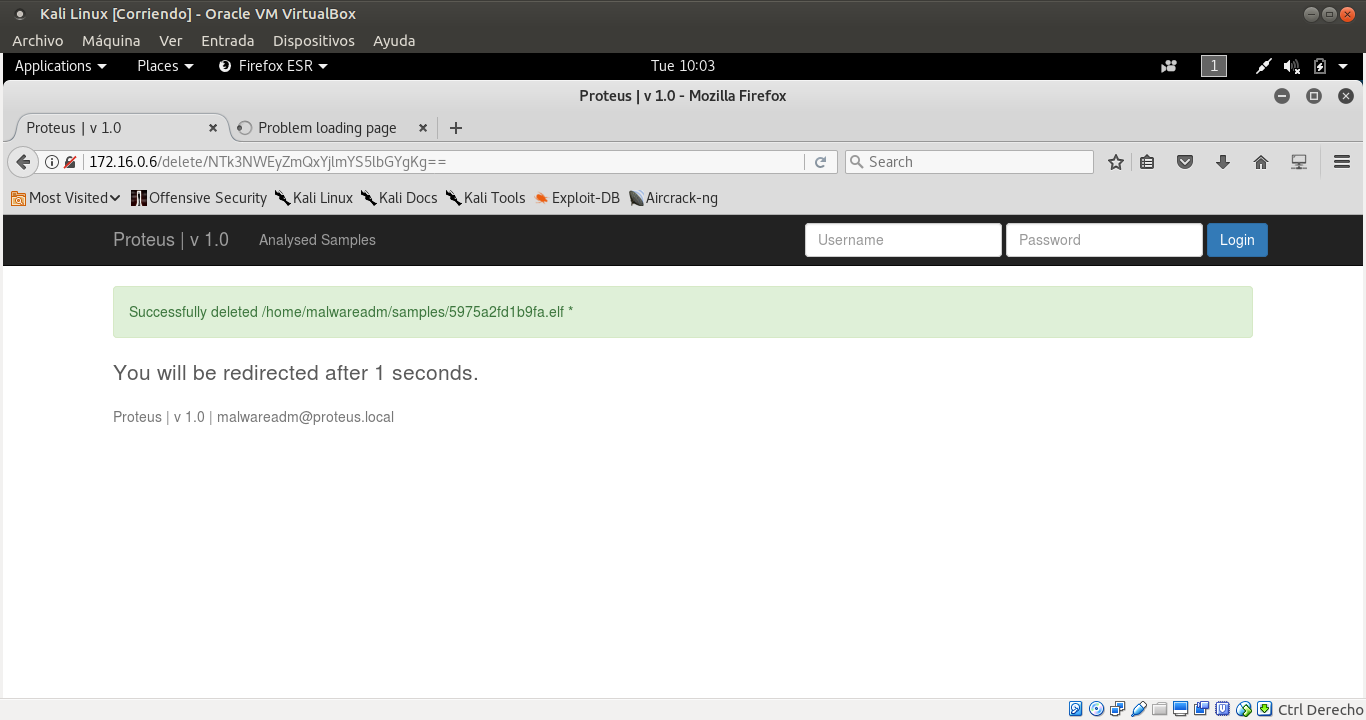 Kali Linux [Corriendo] - Oracle VM VirtualBox
Archivo Máquina Ver Entrada Dispositivos Ayuda
Applications Places Firefox ESR Tue 10:03 1
Proteus | v 1.0 - Mozilla Firefox
Proteus | v 1.0 Problem loading page
172.16.0.6/delete/NTk3NWEyZmQxYjlmYS5lbGYgKg== Search
Most Visited Offensive Security Kali Linux Kali Docs Kali Tools Exploit-DB Aircrack-ng
Proteus | v 1.0 Analysed Samples Username Password Login
Successfully deleted /home/malwareadm/samples/5975a2fd1b9fa.elf *
You will be redirected after 1 seconds.
Proteus | v 1.0 | malwareadm@proteus.local
Ctrl Derecho